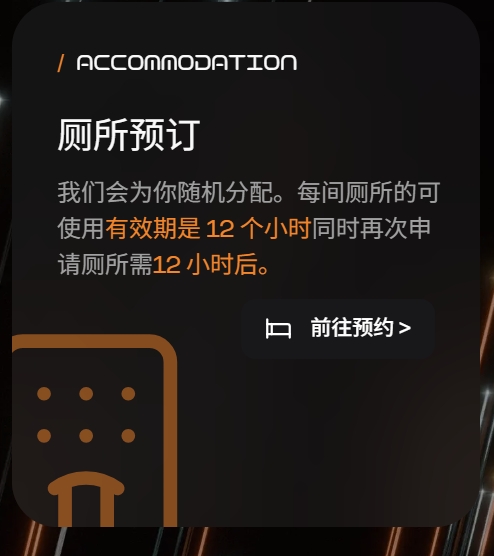 / ACCOMMODATION
厕所预订
我们会为你随机分配。每间厕所的可
使用有效期是 12 个小时同时再次申
请厕所需12 小时后。
前往预约 >